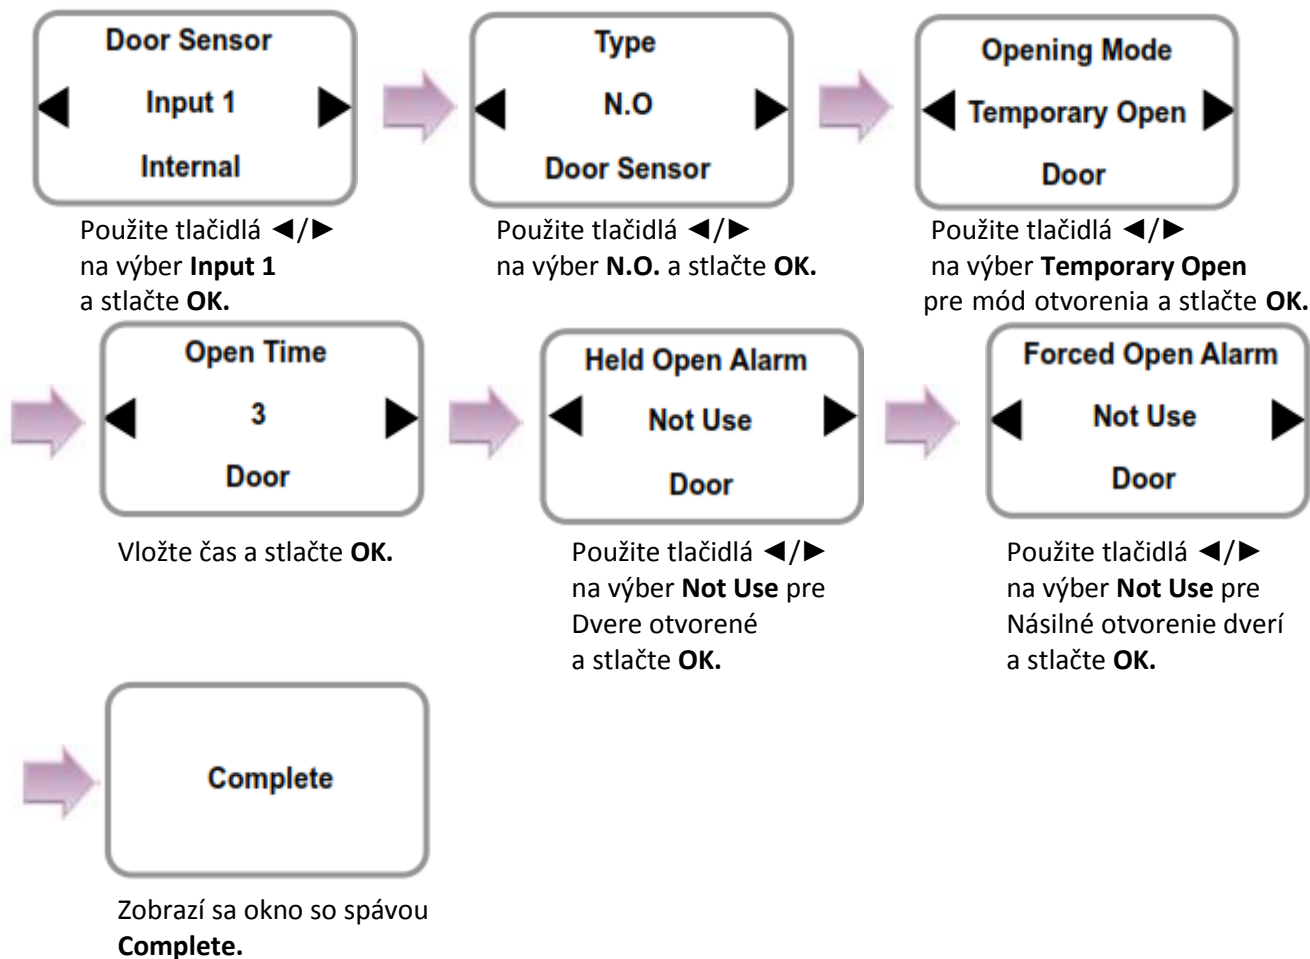 Door Sensor
◀ Input 1 ▶
Internal
Type
◀ N.O ▶
Door Sensor
Opening Mode
◀ Temporary Open ▶
Door
Použite tlačidlá ◄/►
na výber Input 1
a stlačte OK.
Použite tlačidlá ◄/►
na výber N.O. a stlačte OK.
Použite tlačidlá ◄/►
na výber Temporary Open
pre mód otvorenia a stlačte OK.
Open Time
◀ 3 ▶
Door
Held Open Alarm
◀ Not Use ▶
Door
Forced Open Alarm
◀ Not Use ▶
Door
Vložte čas a stlačte OK.
Použite tlačidlá ◄/►
na výber Not Use pre
Dvere otvorené
a stlačte OK.
Použite tlačidlá ◄/►
na výber Not Use pre
Násilné otvorenie dverí
a stlačte OK.
Complete
Zobrazí sa okno so spávou
Complete.